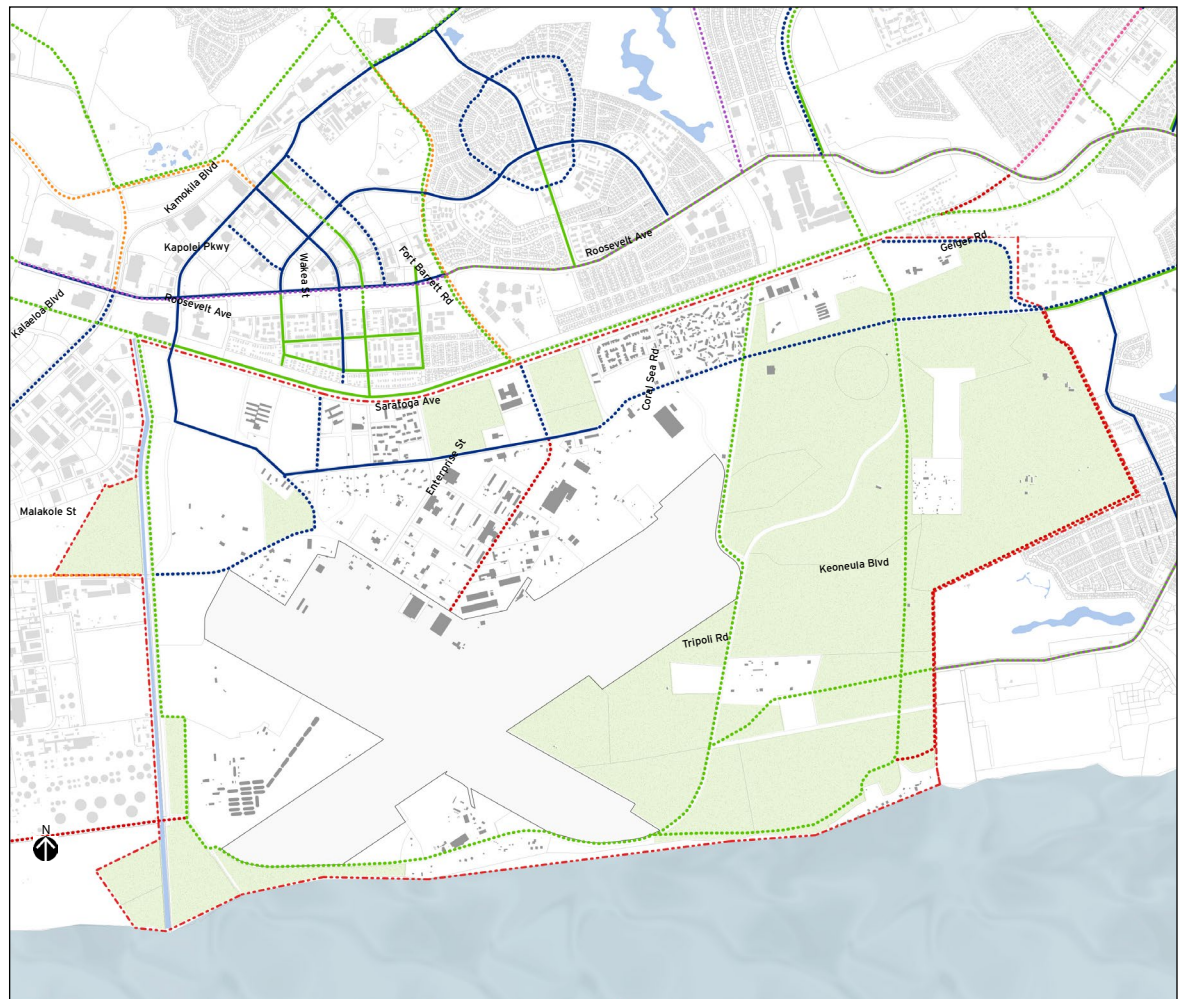 Kamokila Blvd
Kapolei Pkwy
Wakea St
Fort Barrett Rd
Roosevelt Ave
Geiger Rd
Roosevelt Ave
Kalaeloa Blvd
Coral Sea Rd
Saratoga Ave
Enterprise St
Malakole St
Keoneula Blvd
Tripoli Rd
N